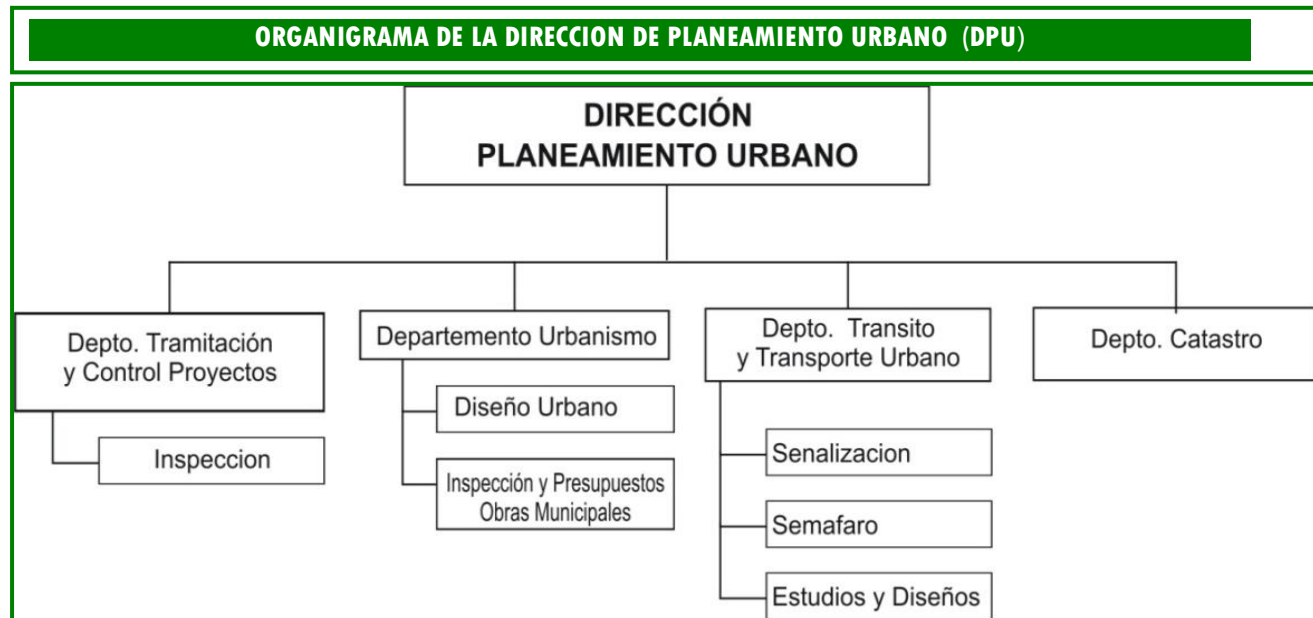 ORGANIGRAMA DE LA DIRECCION DE PLANEAMIENTO URBANO (DPU)
DIRECCIÓN
PLANEAMIENTO URBANO
Depto. Tramitación
y Control Proyectos
Inspeccion
Departemento Urbanismo
Diseño Urbano
Inspección y Presupuestos
Obras Municipales
Depto. Transito
y Transporte Urbano
Senalizacion
Semafaro
Estudios y Diseños
Depto. Catastro